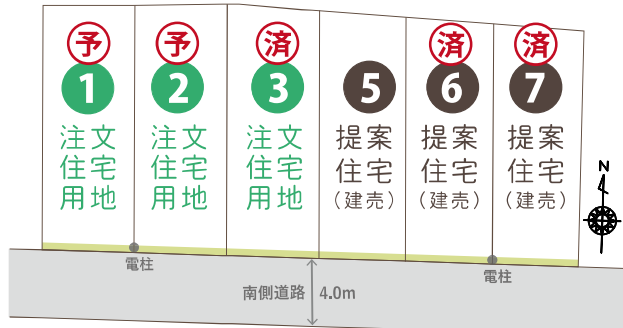 予 予 済 済 済
1 2 3 5 6 7
注文 注文 注文 提案 提案 提案
住宅 住宅 住宅 住宅 住宅 住宅
用地 用地 用地 (建売) (建売) (建売)
N
電柱 電柱
南側道路 4.0m